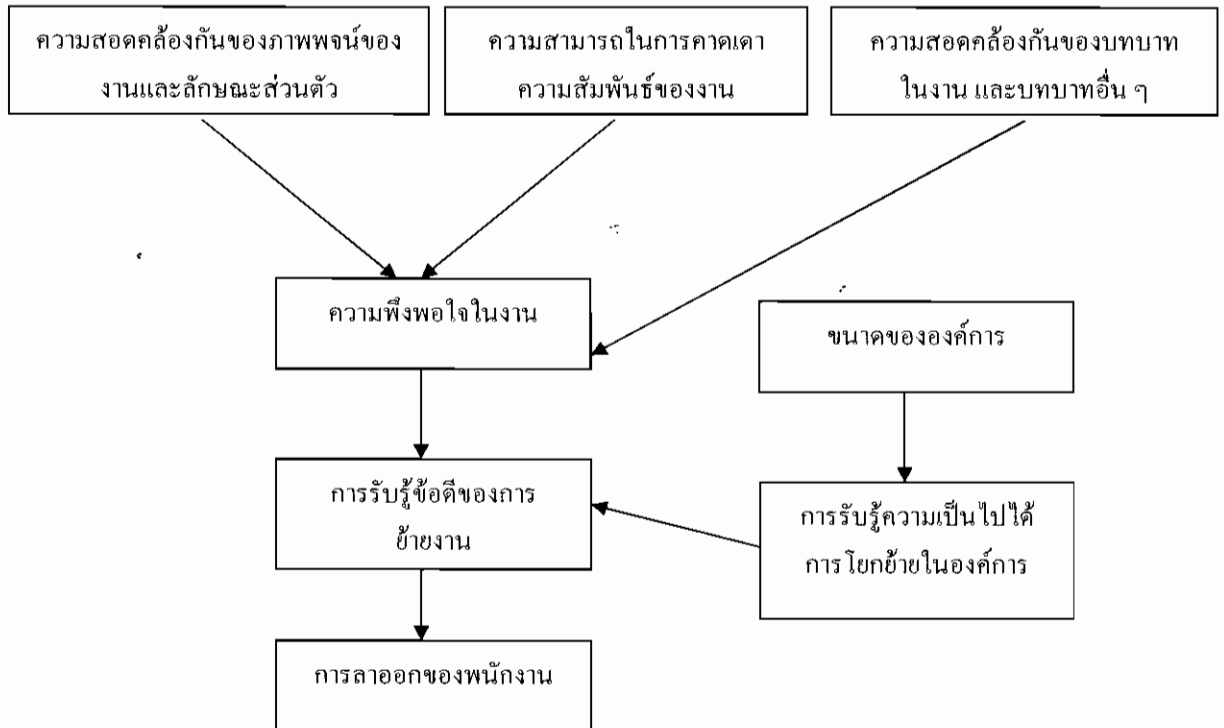 ความสอดคล้องกันของภาพพจน์ของ
งานและลักษณะส่วนตัว
ความสามารถในการคาดเดา
ความสัมพันธ์ของงาน
ความสอดคล้องกันของบทบาท
ในงาน และบทบาทอื่น ๆ
ความพึงพอใจในงาน
ขนาดขององค์การ
การรับรู้ข้อดีของการ
ย้ายงาน
การรับรู้ความเป็นไปได้
การโยกย้ายในองค์การ
การลาออกของพนักงาน